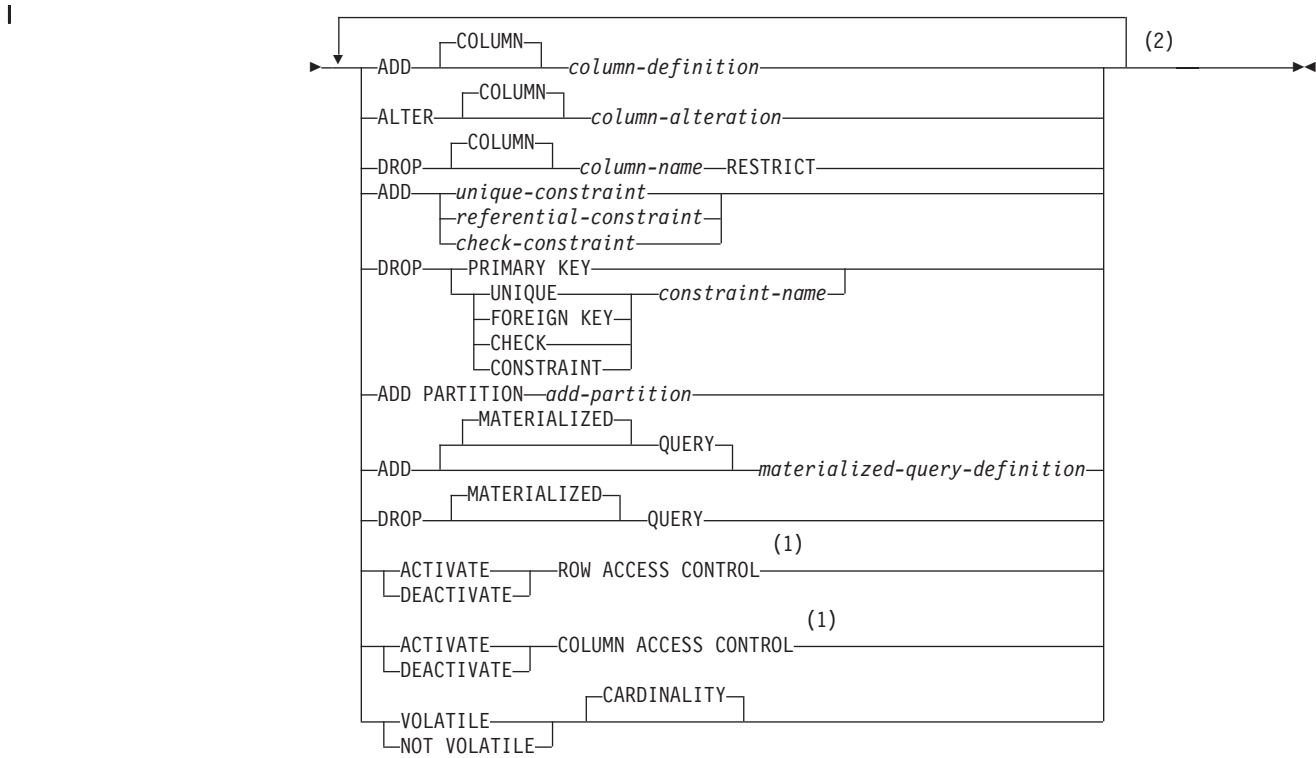 COLUMN (2)
ADD column-definition
COLUMN
ALTER column-alteration
COLUMN
DROP column-name RESTRICT
ADD unique-constraint
referential-constraint
check-constraint
DROP PRIMARY KEY
UNIQUE constraint-name
FOREIGN KEY
CHECK
CONSTRAINT
ADD PARTITION add-partition
MATERIALIZED
QUERY
ADD materialized-query-definition
MATERIALIZED
DROP QUERY
(1)
ACTIVATE ROW ACCESS CONTROL
DEACTIVATE
(1)
ACTIVATE COLUMN ACCESS CONTROL
DEACTIVATE
CARDINALITY
VOLATILE
NOT VOLATILE